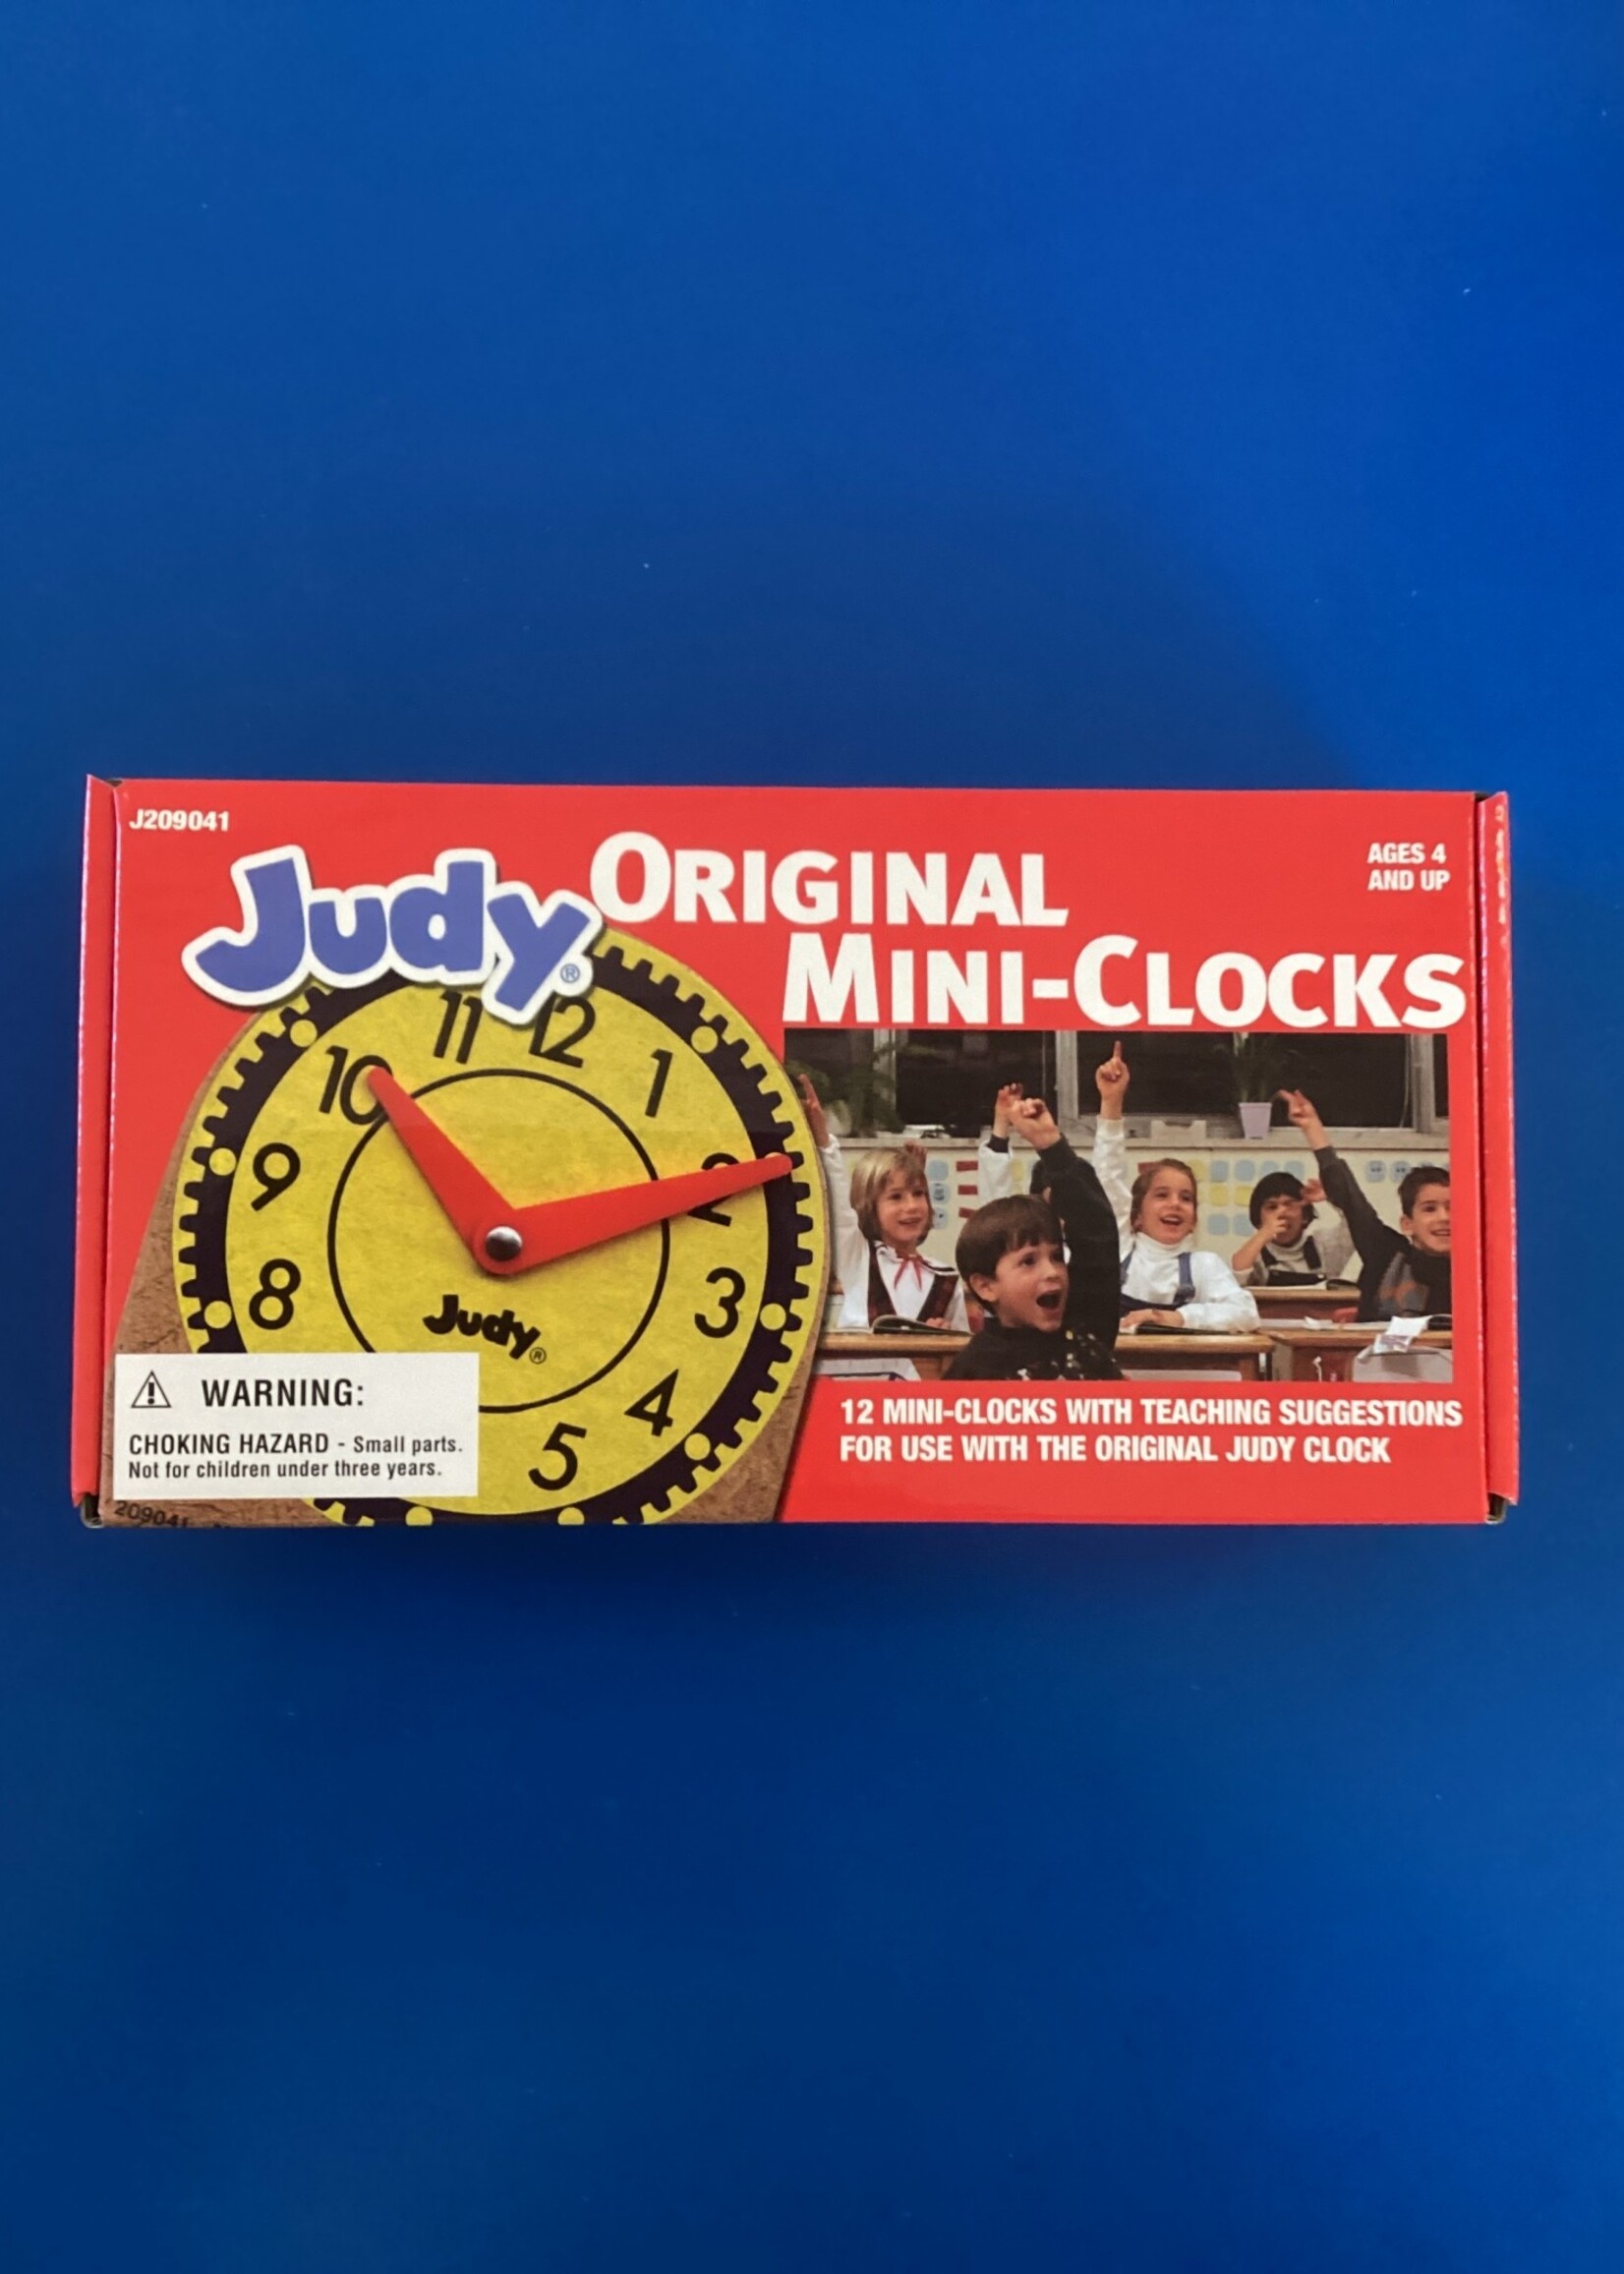 J209041
Judy®
ORIGINAL
MINI-CLOCKS
AGES 4
AND UP
11 12 1
10 2
9 3
8 4
5
Judy®
⚠ WARNING:
CHOKING HAZARD - Small parts.
Not for children under three years.
209041
12 MINI-CLOCKS WITH TEACHING SUGGESTIONS
FOR USE WITH THE ORIGINAL JUDY CLOCK